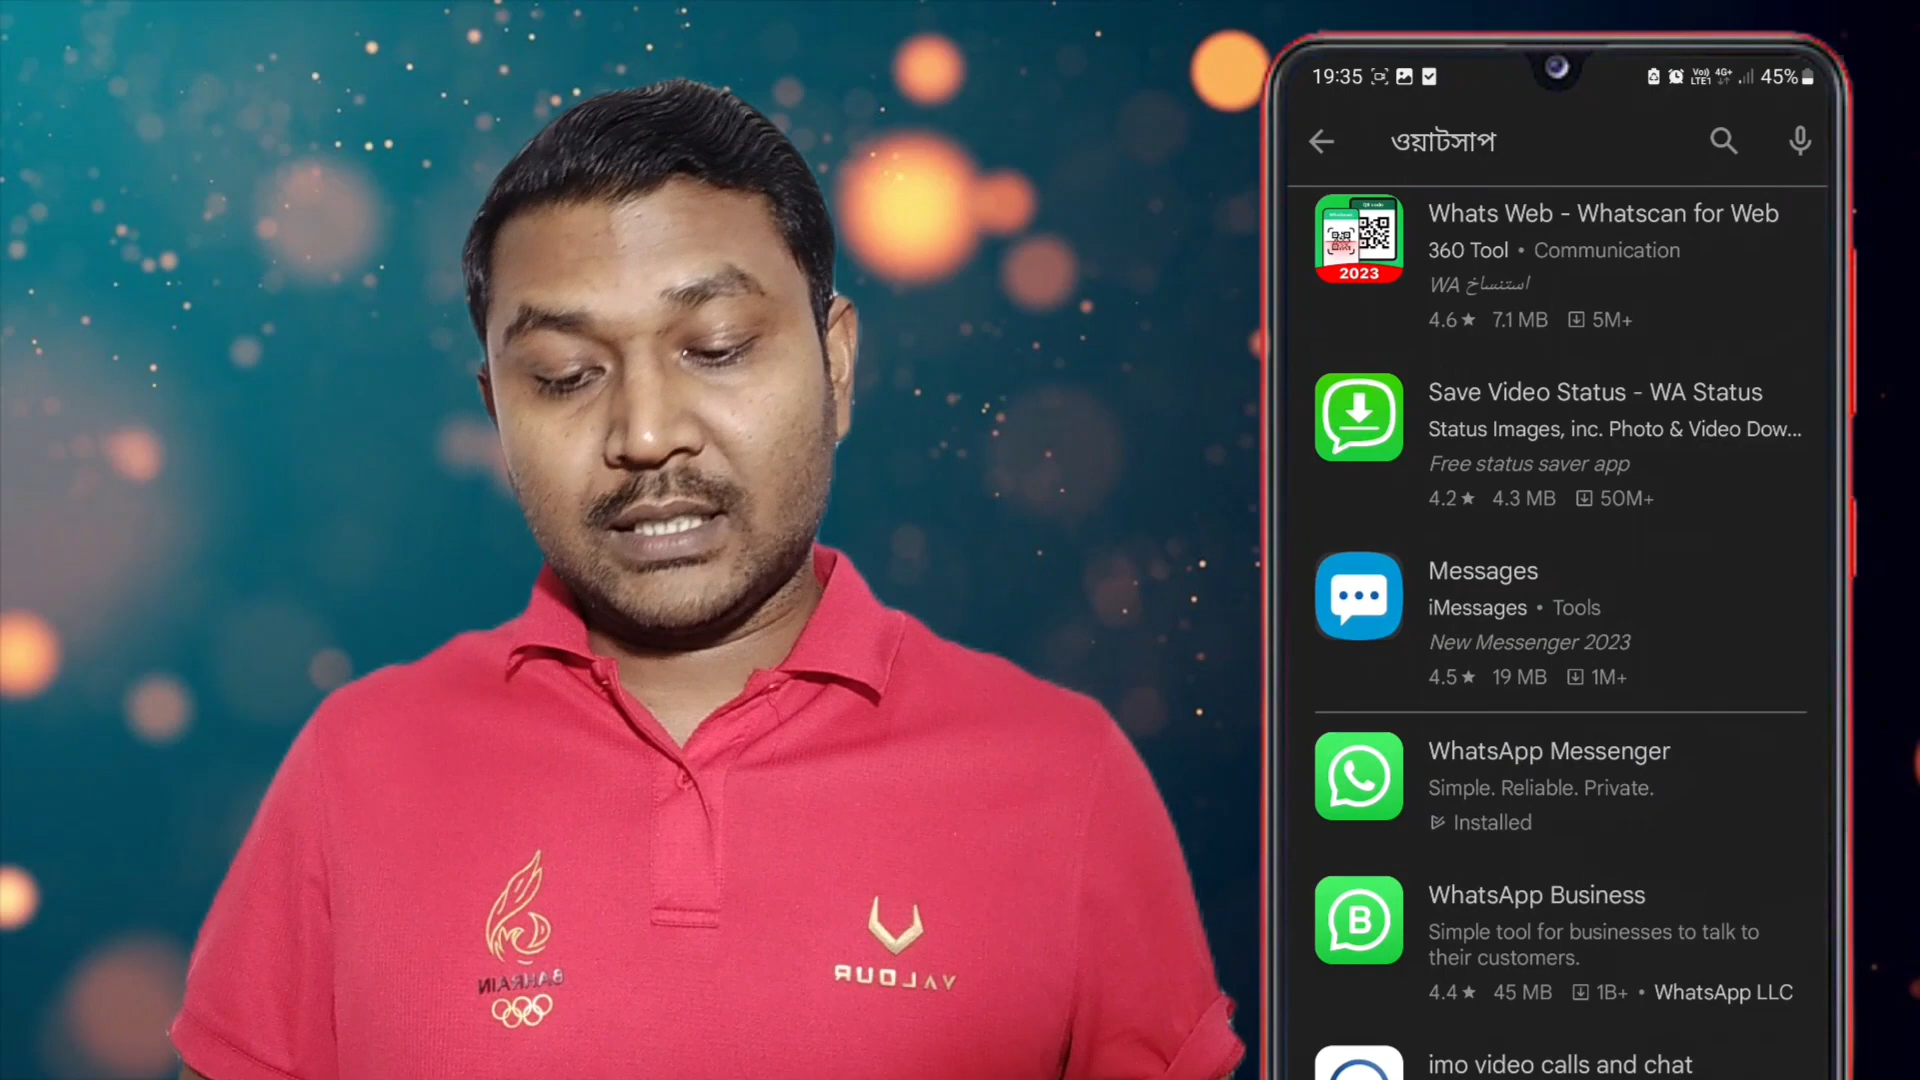 19:35
45%
ওয়াটসাপ
Whats Web - Whatscan for Web
360 Tool • Communication
WA استنساخ
4.6★ 7.1 MB 5M+
2023
Save Video Status - WA Status
Status Images, inc. Photo & Video Dow...
Free status saver app
4.2★ 4.3 MB 50M+
Messages
iMessages • Tools
New Messenger 2023
4.5★ 19 MB 1M+
WhatsApp Messenger
Simple. Reliable. Private.
Installed
WhatsApp Business
Simple tool for businesses to talk to
their customers.
4.4★ 45 MB 1B+ • WhatsApp LLC
B
imo video calls and chat
BAHRAIN
VALOUR